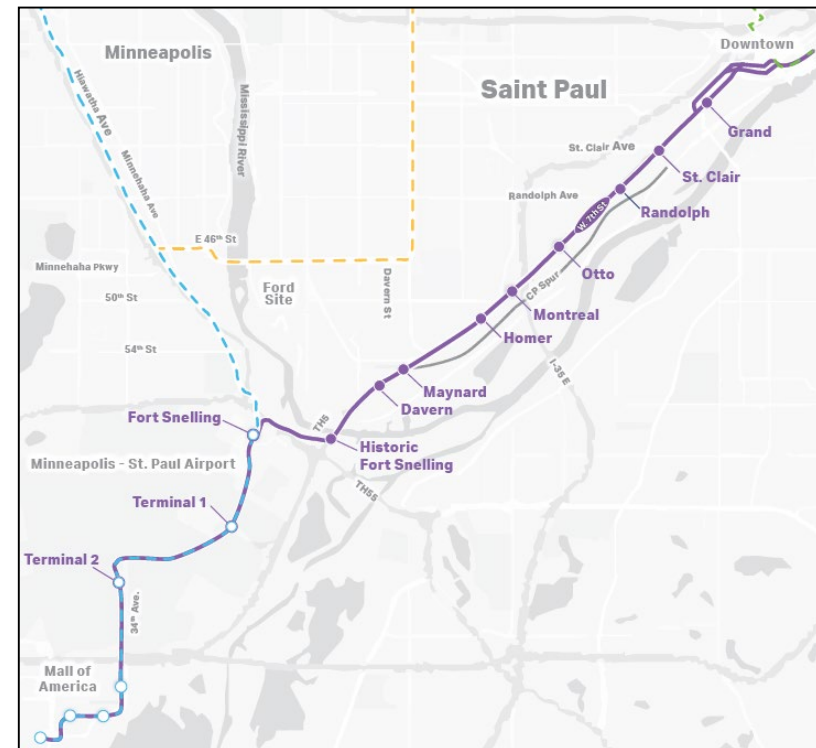 Minneapolis
Downtown
Saint Paul
Hiawatha Ave
Mississippi River
Grand
Minnehaha Ave
St. Clair Ave
St. Clair
Randolph Ave
Randolph
W. 7th St
E 46th St
Otto
Minnehaha Pkwy
Davern St
CP Spur
Ford
Site
50th St
Montreal
Homer
54th St
I-35 E
Maynard
Davern
Fort Snelling
TH5
Historic
Fort Snelling
Minneapolis - St. Paul Airport
TH55
Terminal 1
Terminal 2
34th Ave.
Mall of
America